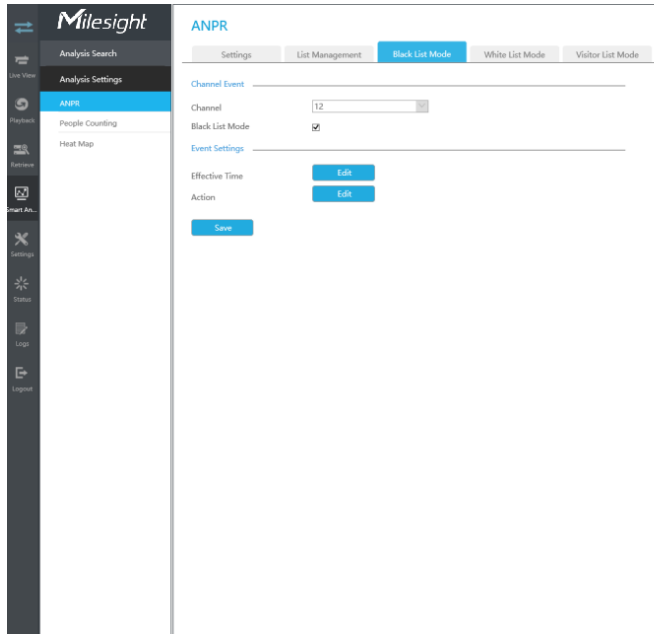 Milesight
Live View
Playback
Retrieve
Smart An...
Settings
Status
Logs
Logout
Analysis Search
Analysis Settings
ANPR
People Counting
Heat Map
ANPR
Settings
List Management
Black List Mode
White List Mode
Visitor List Mode
Channel Event
Channel
12
Black List Mode
Event Settings
Effective Time
Edit
Action
Edit
Save